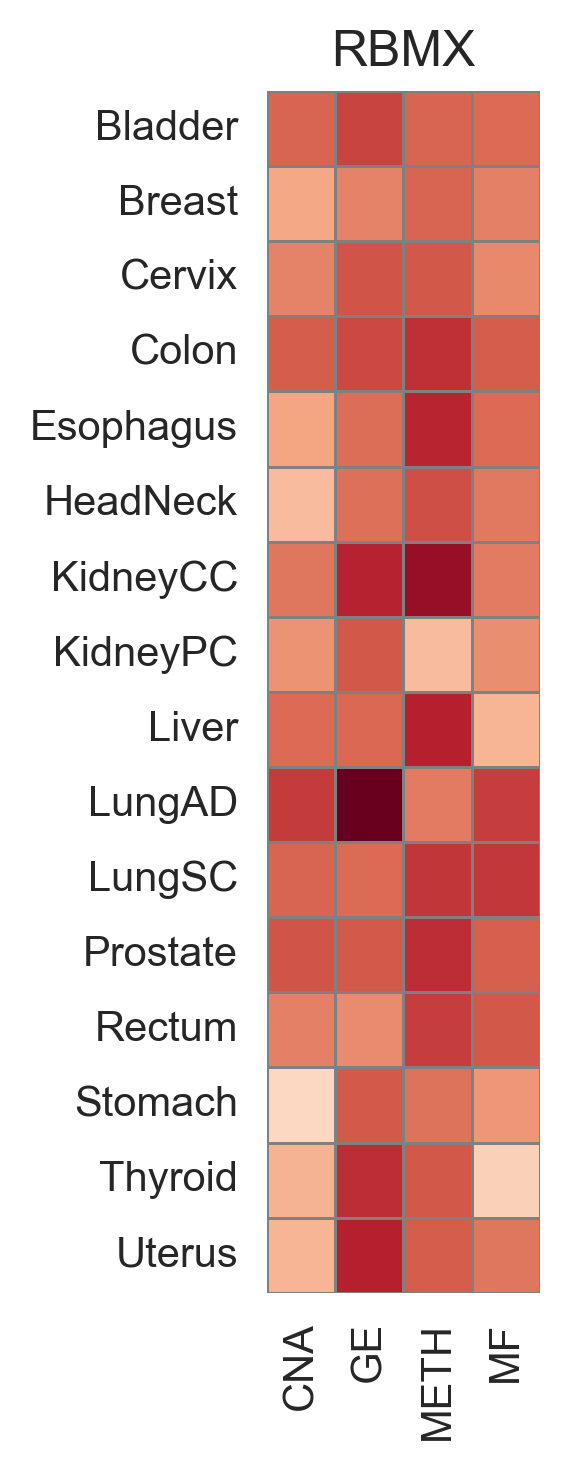 RBMX
Bladder
Breast
Cervix
Colon
Esophagus
HeadNeck
KidneyCC
KidneyPC
Liver
LungAD
LungSC
Prostate
Rectum
Stomach
Thyroid
Uterus
CNA
GE
METH
MF